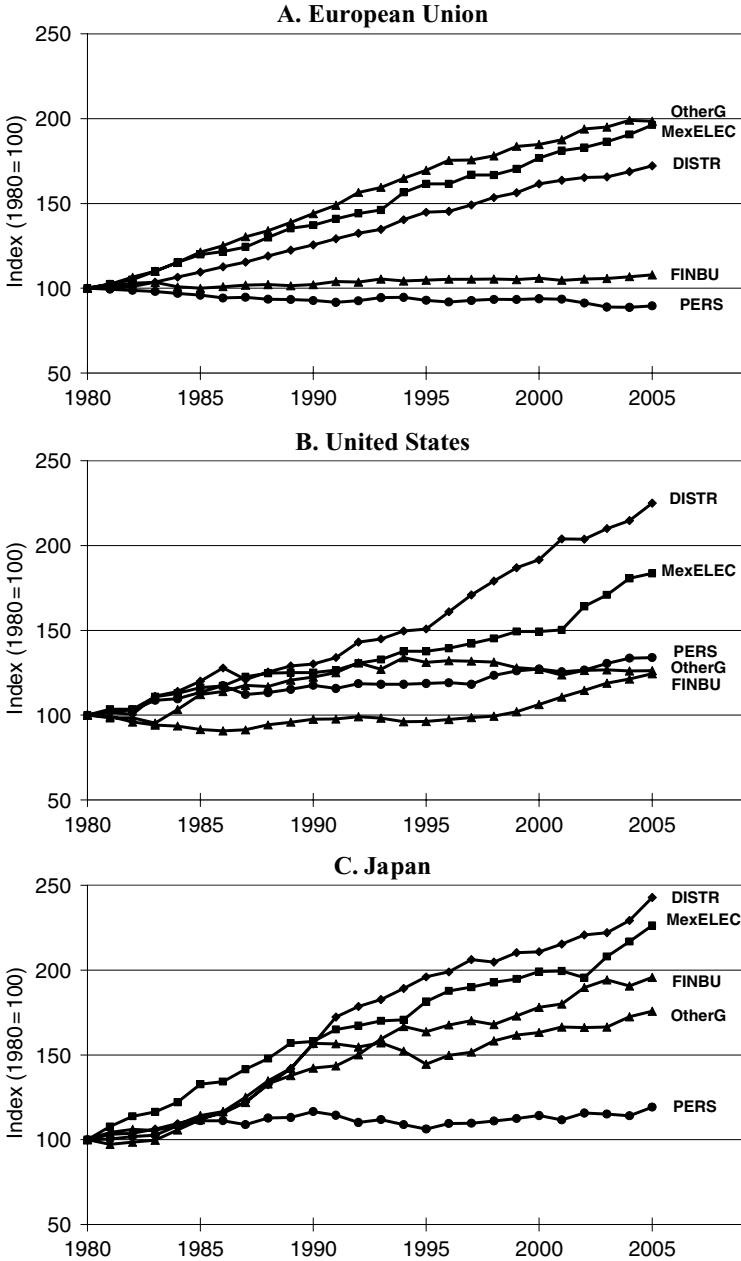 A. European Union
250
200
150
100
50
Index (1980=100)
OtherG
MexELEC
DISTR
FINBU
PERS
1980 1985 1990 1995 2000 2005
B. United States
250
200
150
100
50
Index (1980=100)
DISTR
MexELEC
PERS
OtherG
FINBU
1980 1985 1990 1995 2000 2005
C. Japan
250
200
150
100
50
Index (1980=100)
DISTR
MexELEC
FINBU
OtherG
PERS
1980 1985 1990 1995 2000 2005